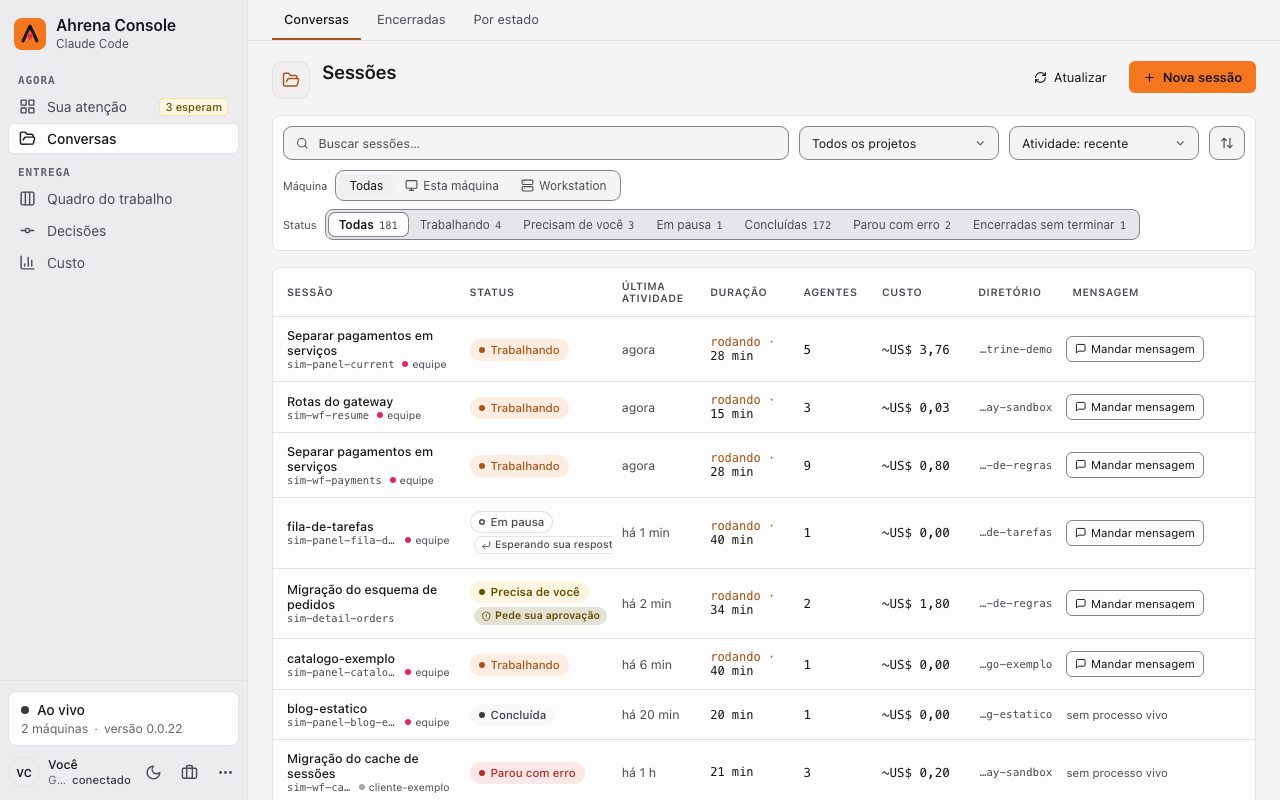 Ahrena Console
Claude Code
AGORA
Sua atenção 3 esperam
Conversas
ENTREGA
Quadro do trabalho
Decisões
Custo
Ao vivo
2 máquinas · versão 0.0.22
VC Você
G… conectado
Conversas Encerradas Por estado
Sessões
Atualizar
Nova sessão
Buscar sessões…
Todos os projetos
Atividade: recente
Máquina Todas Esta máquina Workstation
Status Todas 181 Trabalhando 4 Precisam de você 3 Em pausa 1 Concluídas 172 Parou com erro 2 Encerradas sem terminar 1
SESSÃO STATUS ÚLTIMA ATIVIDADE DURAÇÃO AGENTES CUSTO DIRETÓRIO MENSAGEM
Separar pagamentos em
serviços
sim-panel-current equipe
Trabalhando
agora
rodando ·
28 min
5
~US$ 3,76
…trine-demo
Mandar mensagem
Rotas do gateway
sim-wf-resume equipe
Trabalhando
agora
rodando ·
15 min
3
~US$ 0,03
…ay-sandbox
Mandar mensagem
Separar pagamentos em
serviços
sim-wf-payments equipe
Trabalhando
agora
rodando ·
28 min
9
~US$ 0,80
…-de-regras
Mandar mensagem
fila-de-tarefas
sim-panel-fila-d… equipe
Em pausa
Esperando sua respost
há 1 min
rodando ·
40 min
1
~US$ 0,00
…de-tarefas
Mandar mensagem
Migração do esquema de
pedidos
sim-detail-orders
Precisa de você
Pede sua aprovação
há 2 min
rodando ·
34 min
2
~US$ 1,80
…-de-regras
Mandar mensagem
catalogo-exemplo
sim-panel-catalo… equipe
Trabalhando
há 6 min
rodando ·
40 min
1
~US$ 0,00
…go-exemplo
Mandar mensagem
blog-estatico
sim-panel-blog-e… equipe
Concluída
há 20 min
20 min
1
~US$ 0,00
…g-estatico
sem processo vivo
Migração do cache de
sessões
sim-wf-ca… cliente-exemplo
Parou com erro
há 1 h
21 min
3
~US$ 0,20
…ay-sandbox
sem processo vivo